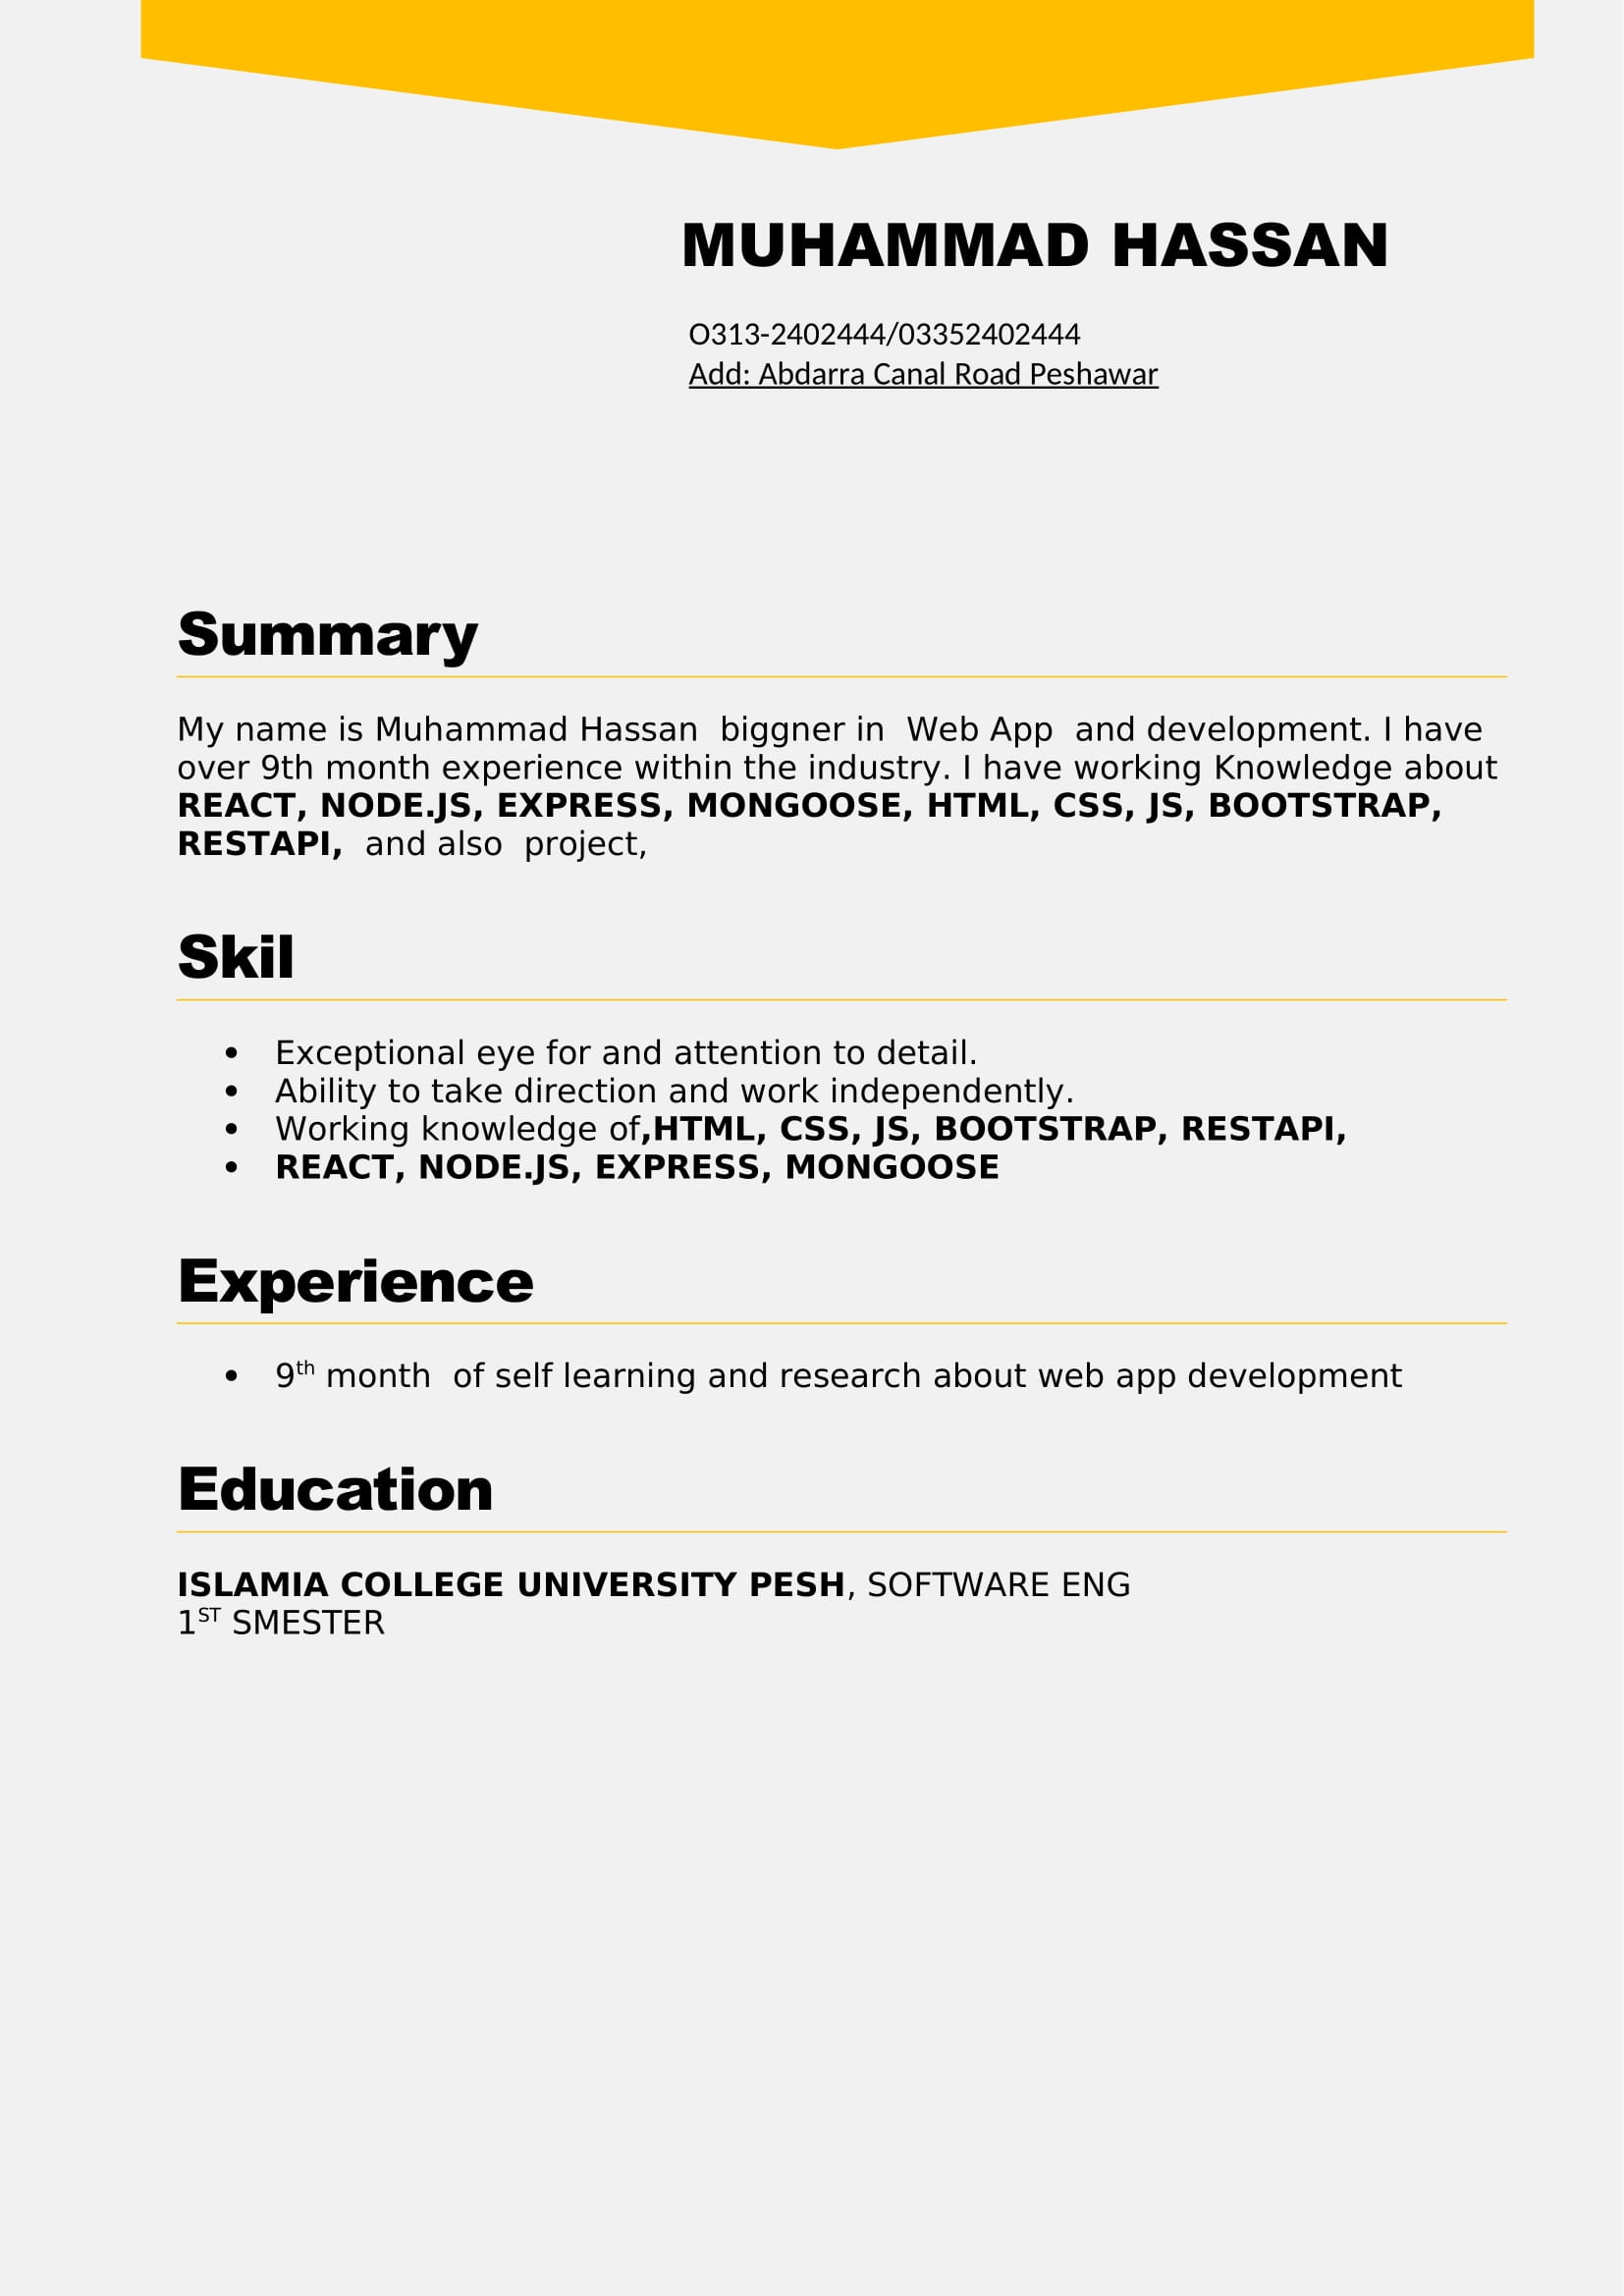 MUHAMMAD HASSAN
O313-2402444/03352402444
Add: Abdarra Canal Road Peshawar
Summary
My name is Muhammad Hassan  biggner in  Web App  and development. I have
over 9th month experience within the industry. I have working Knowledge about
REACT, NODE.JS, EXPRESS, MONGOOSE, HTML, CSS, JS, BOOTSTRAP,
RESTAPI,  and also  project,
Skil
• Exceptional eye for and attention to detail.
• Ability to take direction and work independently.
• Working knowledge of,HTML, CSS, JS, BOOTSTRAP, RESTAPI,
• REACT, NODE.JS, EXPRESS, MONGOOSE
Experience
• 9th month  of self learning and research about web app development
Education
ISLAMIA COLLEGE UNIVERSITY PESH, SOFTWARE ENG
1ST SMESTER